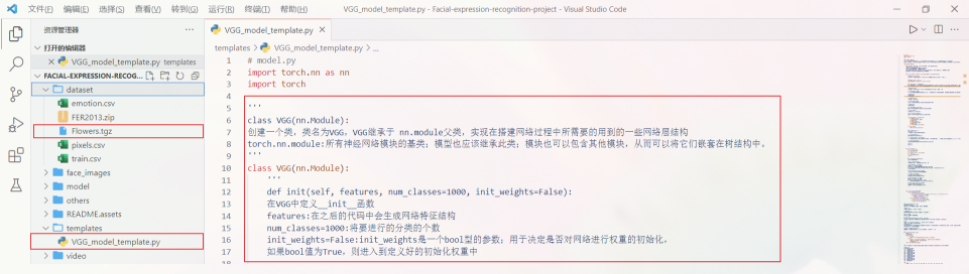 文件(F) 编辑(E) 选择(S) 查看(V) 转到(G) 运行(R) 终端(T) 帮助(H) VGG_model_template.py - Facial-expression-recognition-project - Visual Studio Code
资源管理器
打开的编辑器
VGG_model_template.py templates
FACIAL-EXPRESSION-RECOG...
dataset
emotion.csv
FER2013.zip
Flowers.tgz
pixels.csv
train.csv
face_images
model
others
README.assets
templates
VGG_model_template.py
video
VGG_model_template.py
templates > VGG_model_template.py > ...
1 # model.py
2 import torch.nn as nn
3 import torch
4
5 '''
6 class VGG(nn.Module):
7 创建一个类，类名为VGG，VGG继承于 nn.module父类，实现在搭建网络过程中所需要的用到的一些网络层结构
8 torch.nn.module:所有神经网络模块的基类；模型也应该继承此类；模块也可以包含其他模块，从而可以将它们嵌套在树结构中。
9 '''
10 class VGG(nn.Module):
11 '''
12 def init(self, features, num_classes=1000, init_weights=False):
13 在VGG中定义__init__函数
14 features:在之后的代码中会生成网络特征结构
15 num_classes=1000:将要进行的分类的个数
16 init_weights=False:init_weights是一个bool型的参数；用于决定是否对网络进行权重的初始化。
17 如果bool值为True，则进入到定义好的初始化权重中